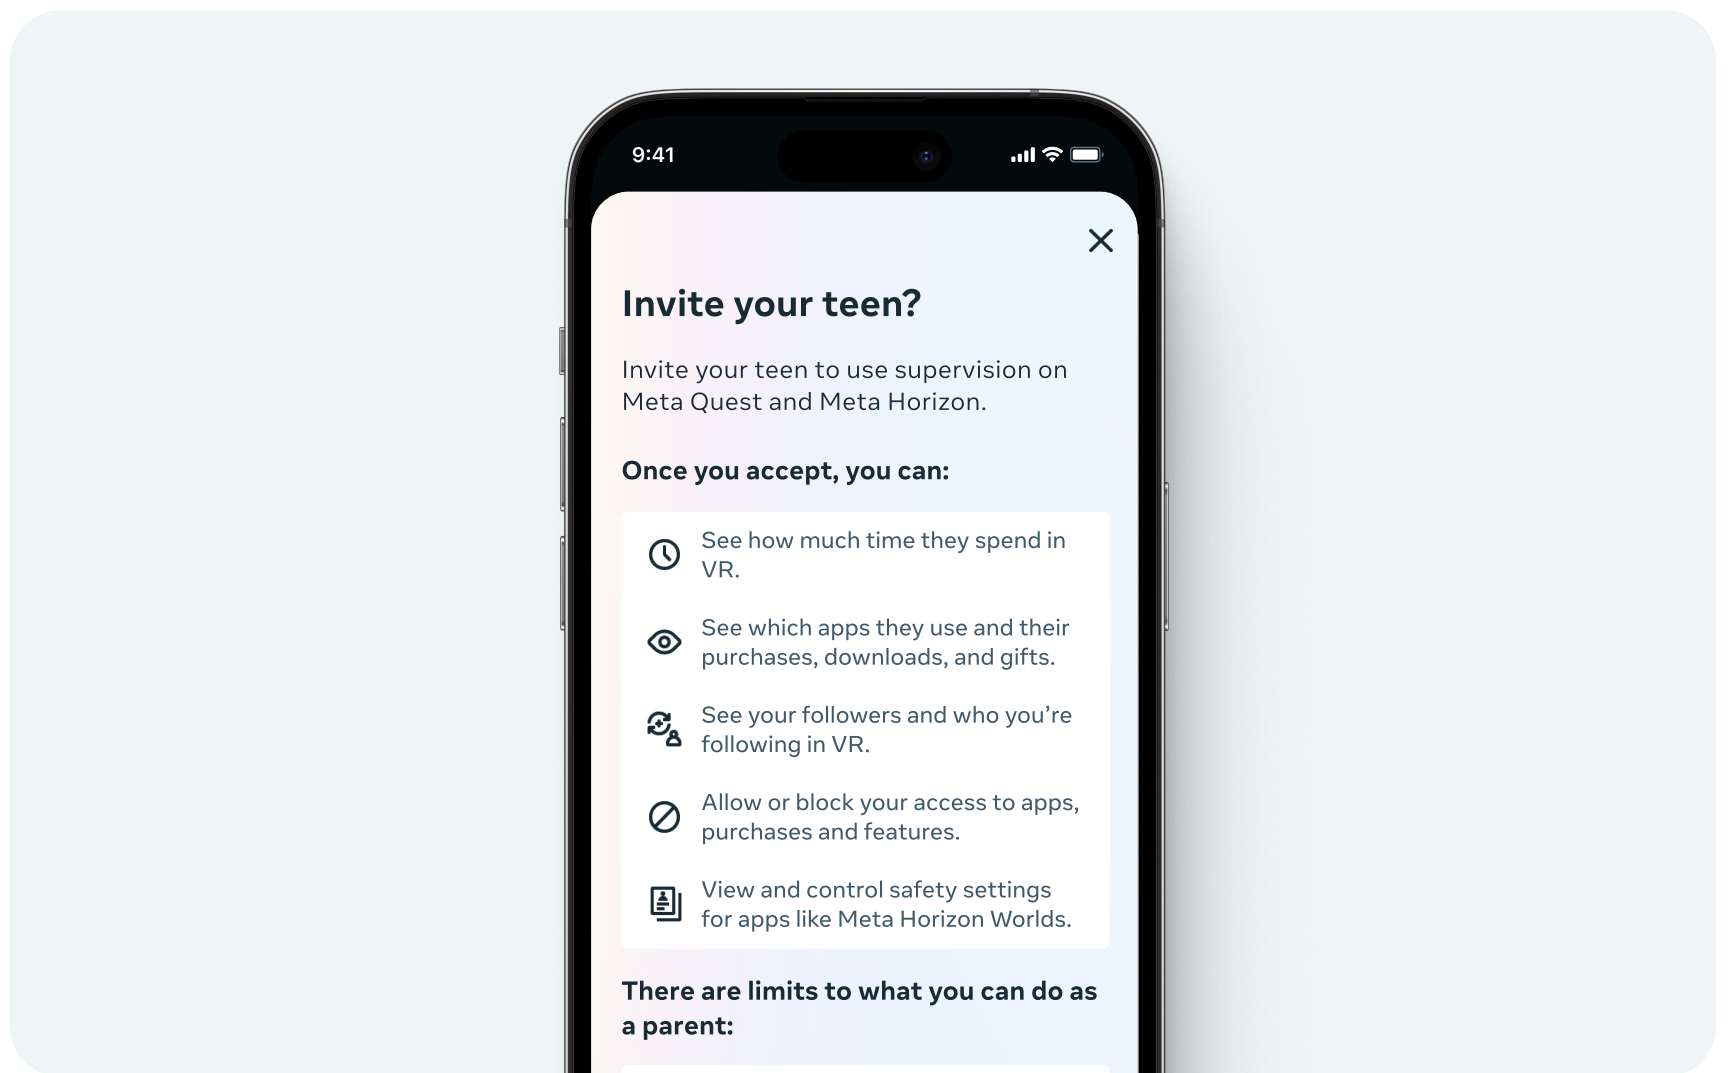 9:41
Invite your teen?
Invite your teen to use supervision on
Meta Quest and Meta Horizon.
Once you accept, you can:
See how much time they spend in
VR.
See which apps they use and their
purchases, downloads, and gifts.
See your followers and who you’re
following in VR.
Allow or block your access to apps,
purchases and features.
View and control safety settings
for apps like Meta Horizon Worlds.
There are limits to what you can do as
a parent: